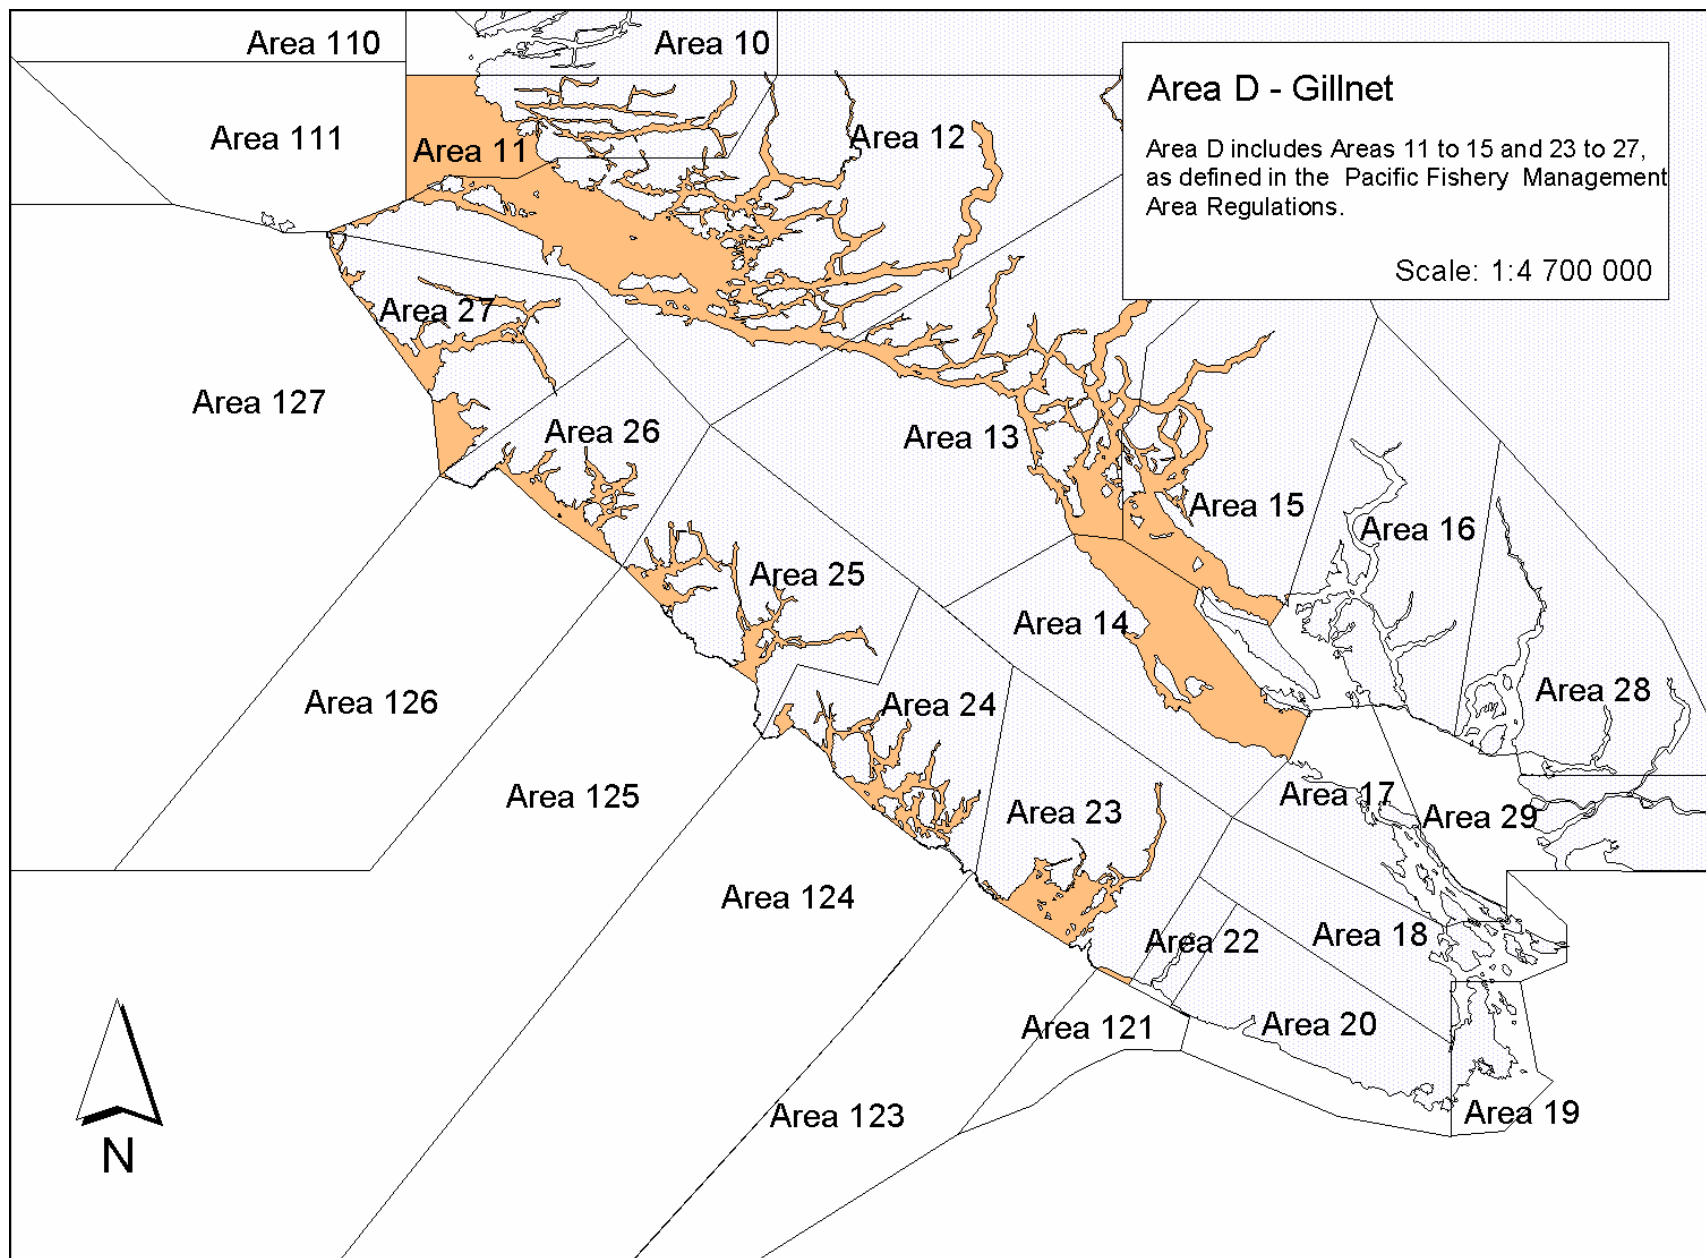 Area 110
Area 10
Area D - Gillnet
Area 111
Area 11
Area 12
Area D includes Areas 11 to 15 and 23 to 27,
as defined in the Pacific Fishery Management
Area Regulations.
Scale: 1:4 700 000
Area 27
Area 127
Area 26
Area 13
Area 15
Area 16
Area 25
Area 14
Area 126
Area 24
Area 28
Area 125
Area 23
Area 17
Area 29
Area 124
Area 22
Area 18
Area 121
Area 20
Area 123
Area 19
N